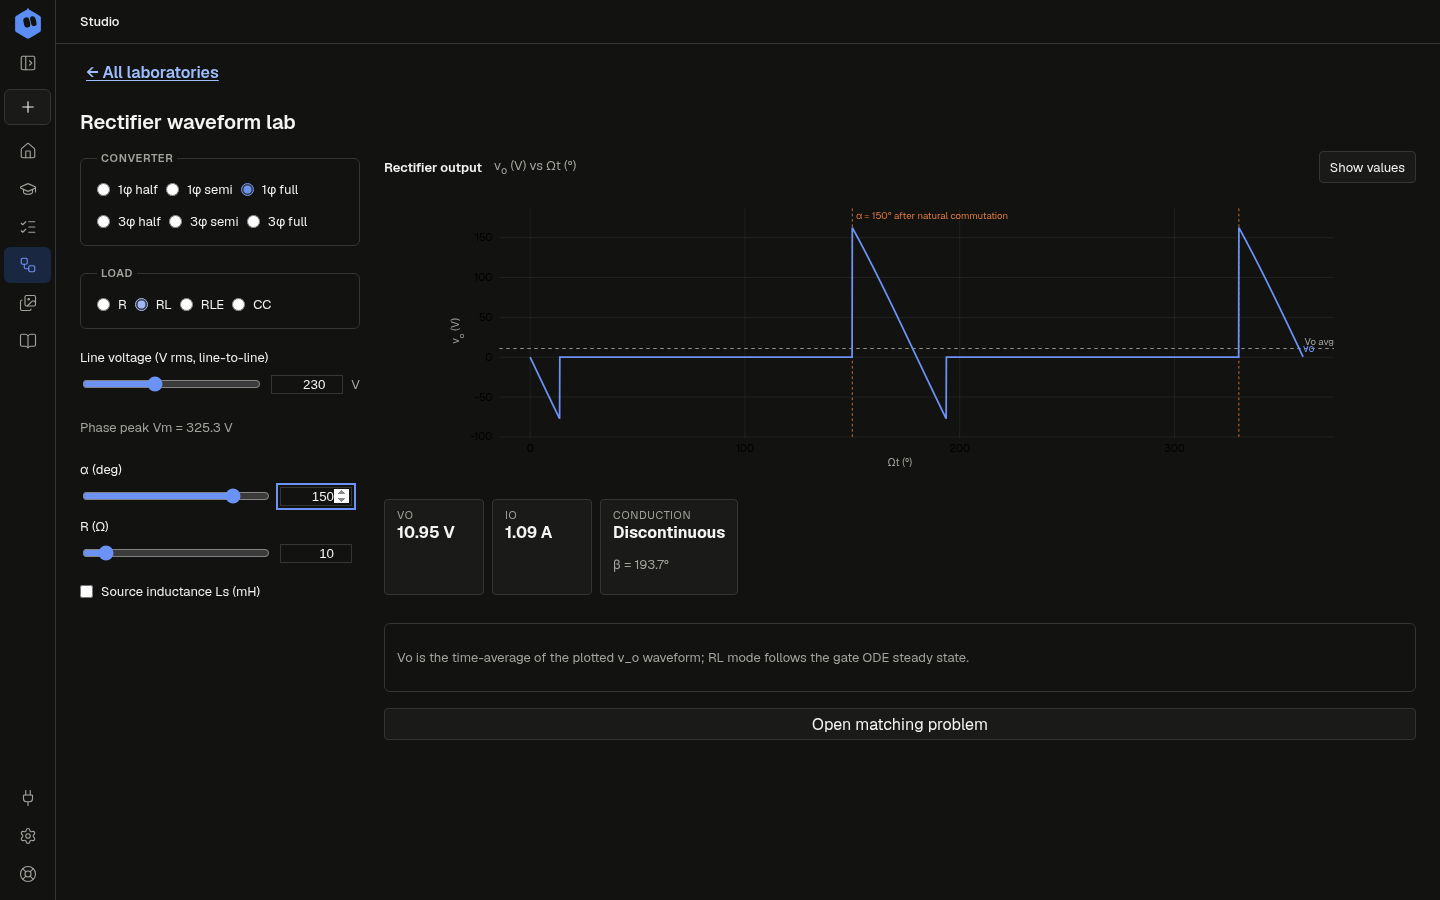 Studio
← All laboratories
Rectifier waveform lab
CONVERTER
1φ half 1φ semi 1φ full
3φ half 3φ semi 3φ full
LOAD
R RL RLE CC
Line voltage (V rms, line-to-line)
230 V
Phase peak Vm = 325.3 V
α (deg)
150
R (Ω)
10
Source inductance Ls (mH)
Rectifier output vo (V) vs Ωt (°)
Show values
α = 150° after natural commutation
150
100
50
0
-50
-100
vo (V)
Vo avg
vo
0 100 200 300
Ωt (°)
VO
10.95 V
IO
1.09 A
CONDUCTION
Discontinuous
β = 193.7°
Vo is the time-average of the plotted v_o waveform; RL mode follows the gate ODE steady state.
Open matching problem